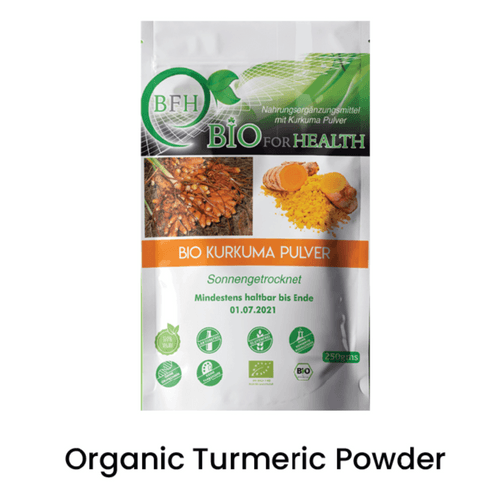 BFH
Nahrungsergänzungsmittel
mit Kurkuma Pulver
BIO FOR HEALTH
BIO KURKUMA PULVER
Sonnengetrocknet
Mindestens haltbar bis Ende
01.07.2021
250gms
BIO
Organic Turmeric Powder